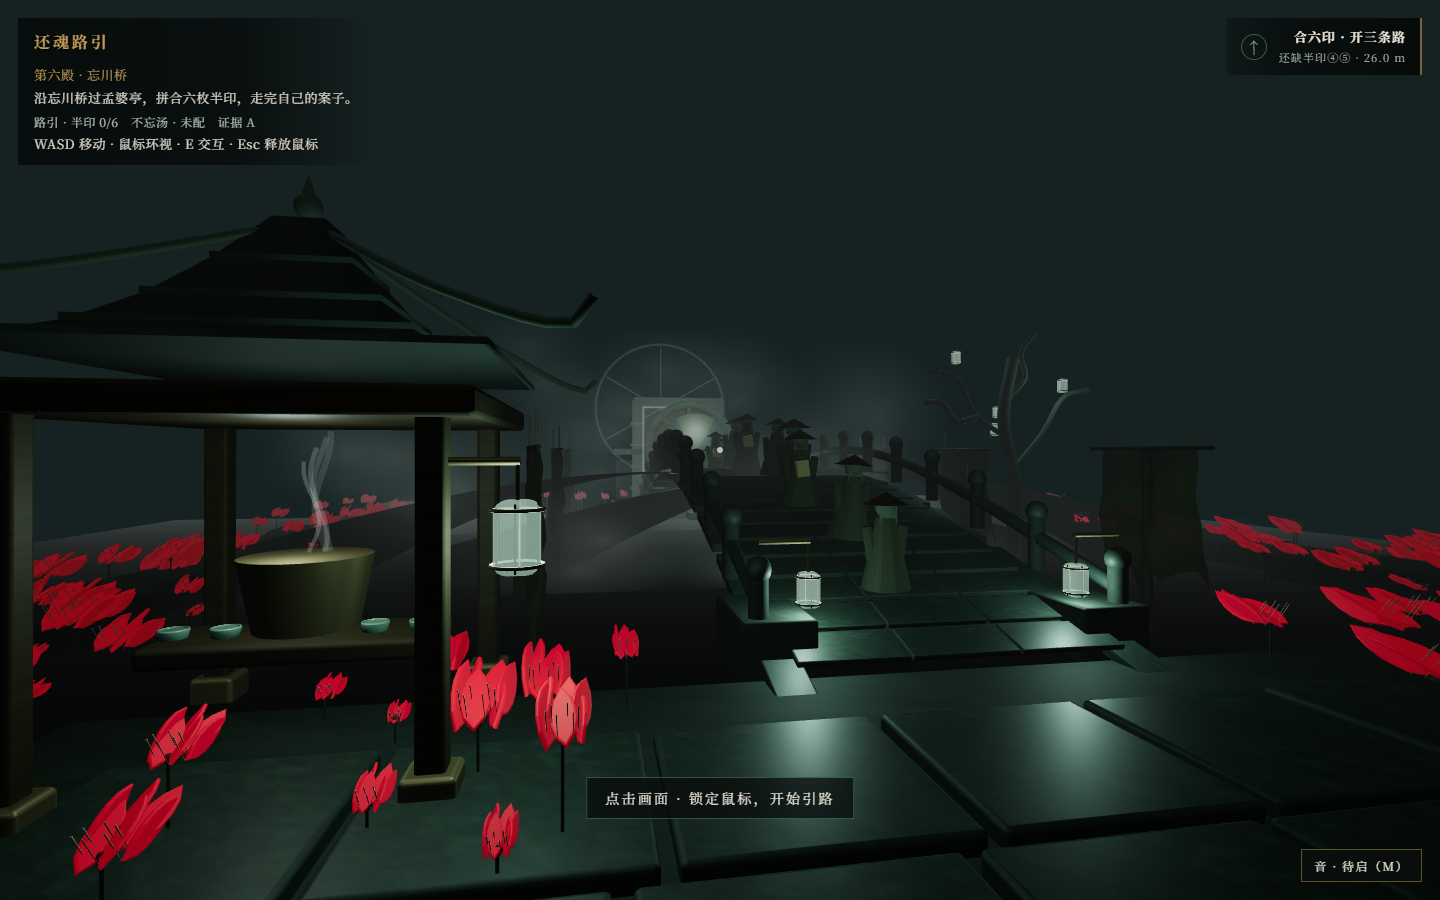 还魂路引
第六殿 · 忘川桥
沿忘川桥过孟婆亭，拼合六枚半印，走完自己的案子。
路引 · 半印 0/6 不忘汤 · 未配 证据 A
WASD 移动 · 鼠标环视 · E 交互 · Esc 释放鼠标
合六印 · 开三条路
还缺半印④⑤ · 26.0 m
点击画面 · 锁定鼠标，开始引路
音 · 待启（M）